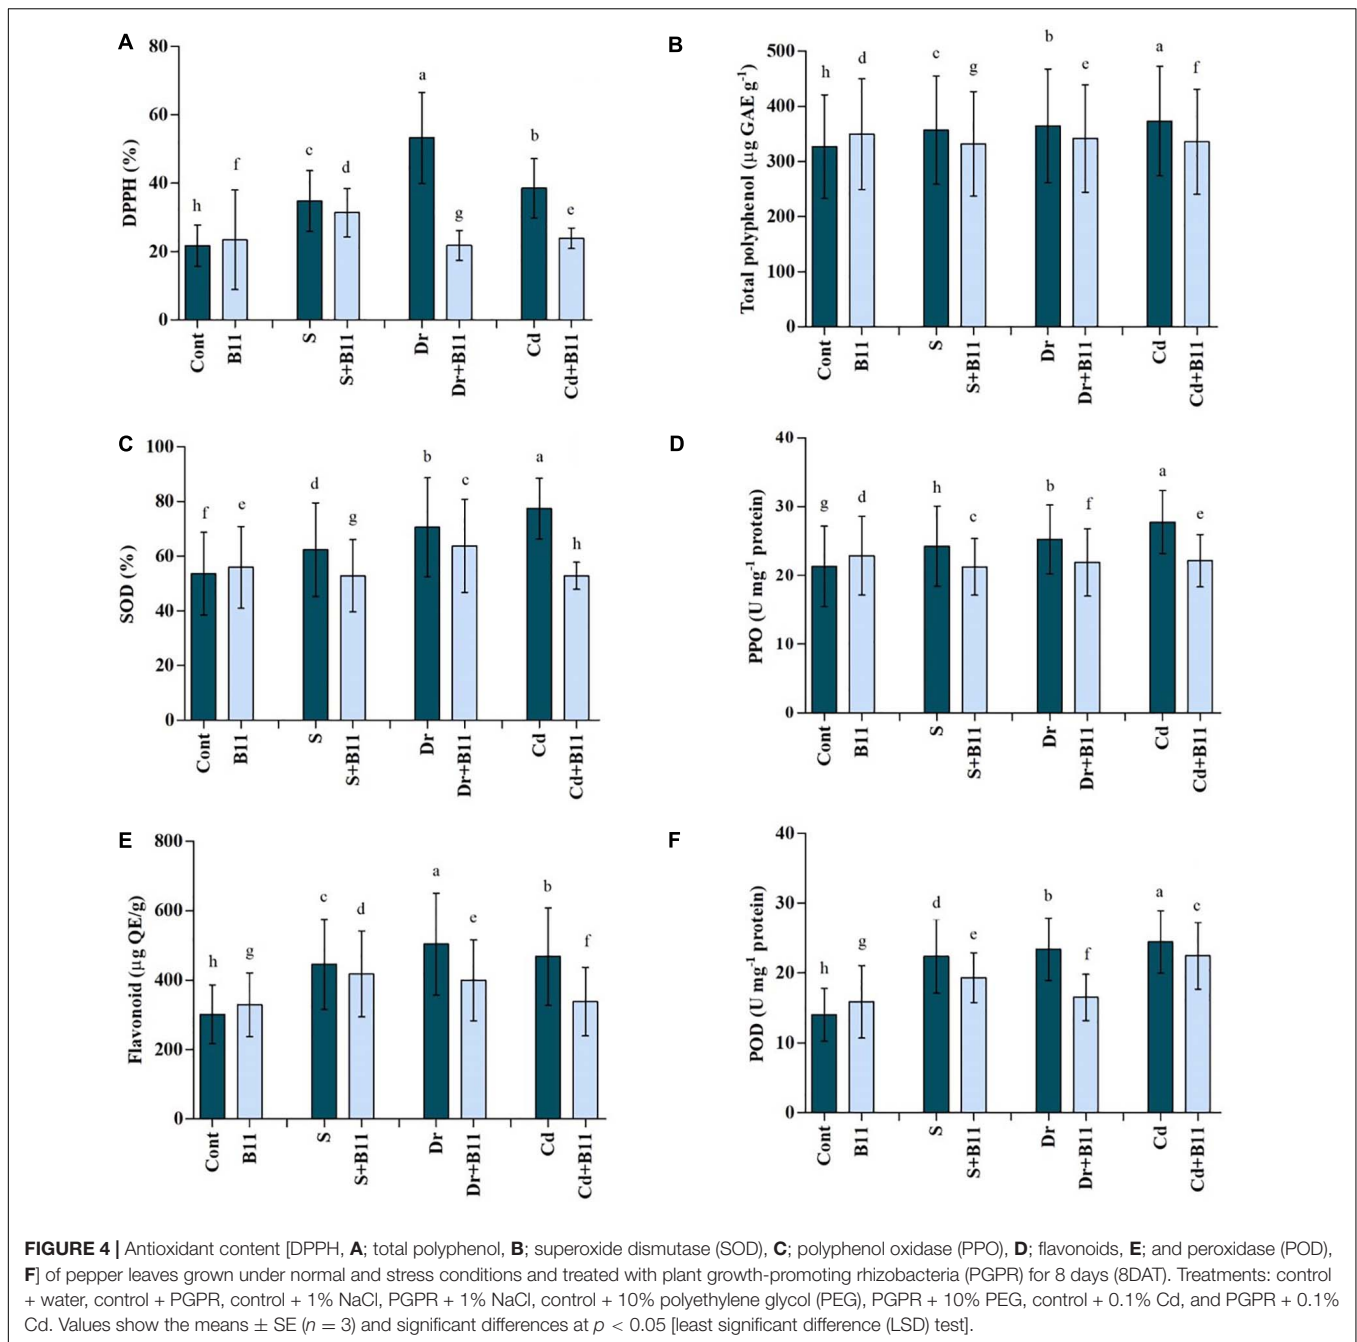 A
DPPH (%)
80
60
40
20
0
h
f
c
d
a
g
b
e
Cont
B11
S
S+B11
Dr
Dr+B11
Cd
Cd+B11
B
Total polyphenol (µg GAE g-1)
500
400
300
200
100
0
h
d
c
g
b
e
a
f
Cont
B11
S
S+B11
Dr
Dr+B11
Cd
Cd+B11
C
SOD (%)
100
80
60
40
20
0
f
e
d
g
b
c
a
h
Cont
B11
S
S+B11
Dr
Dr+B11
Cd
Cd+B11
D
PPO (U mg-1 protein)
40
30
20
10
0
g
d
h
c
b
f
a
e
Cont
B11
S
S+B11
Dr
Dr+B11
Cd
Cd+B11
E
Flavonoid (µg QE/g)
800
600
400
200
0
h
g
c
d
a
e
b
f
Cont
B11
S
S+B11
Dr
Dr+B11
Cd
Cd+B11
F
POD (U mg-1 protein)
40
30
20
10
0
h
g
d
e
b
f
a
c
Cont
B11
S
S+B11
Dr
Dr+B11
Cd
Cd+B11
FIGURE 4 | Antioxidant content [DPPH, A; total polyphenol, B; superoxide dismutase (SOD), C; polyphenol oxidase (PPO), D; flavonoids, E; and peroxidase (POD),
F] of pepper leaves grown under normal and stress conditions and treated with plant growth-promoting rhizobacteria (PGPR) for 8 days (8DAT). Treatments: control
+ water, control + PGPR, control + 1% NaCl, PGPR + 1% NaCl, control + 10% polyethylene glycol (PEG), PGPR + 10% PEG, control + 0.1% Cd, and PGPR + 0.1%
Cd. Values show the means ± SE (n = 3) and significant differences at p < 0.05 [least significant difference (LSD) test].